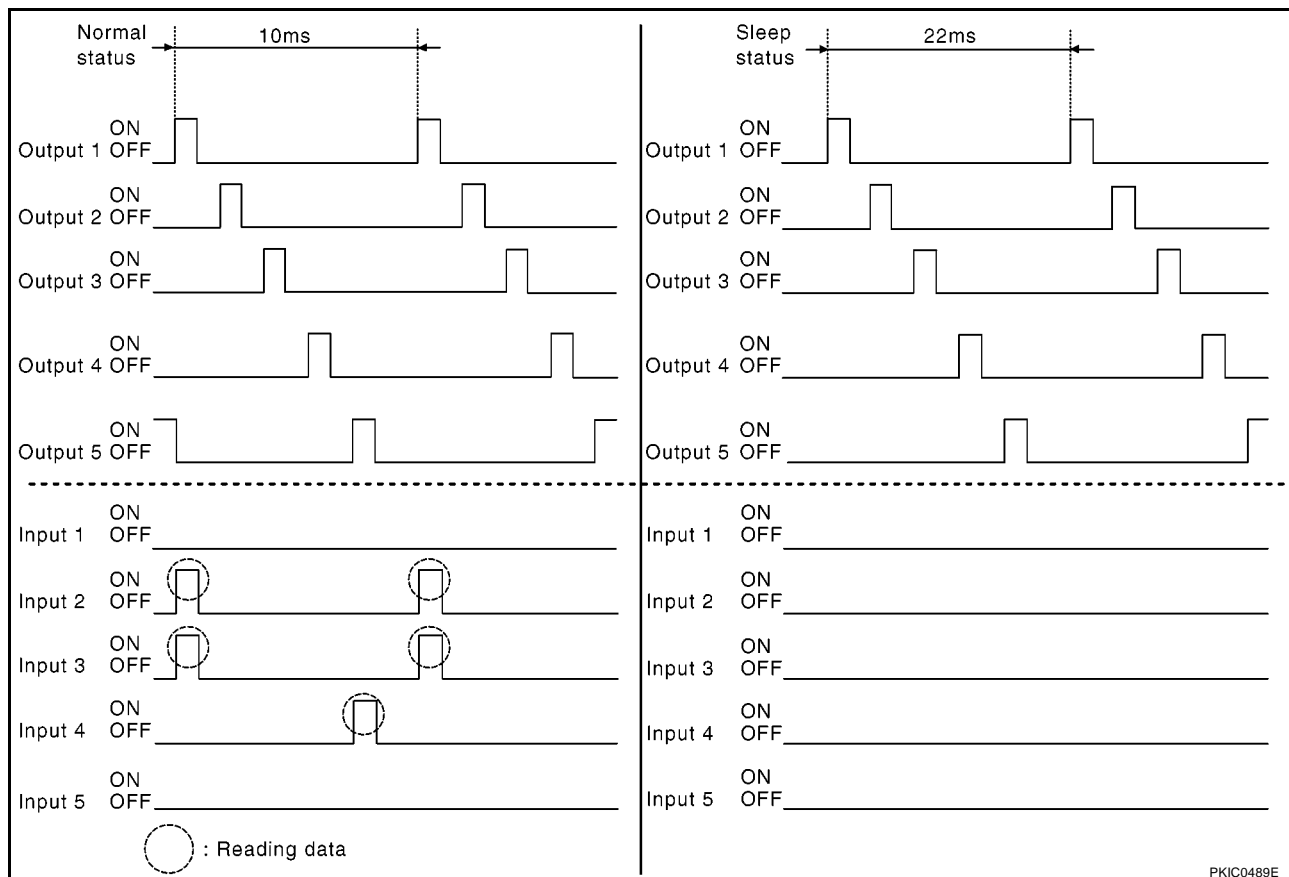 Normal status
10ms
ON
Output 1 OFF
ON
Output 2 OFF
ON
Output 3 OFF
ON
Output 4 OFF
ON
Output 5 OFF
ON
Input 1 OFF
ON
Input 2 OFF
ON
Input 3 OFF
ON
Input 4 OFF
ON
Input 5 OFF
: Reading data
Sleep status
22ms
ON
Output 1 OFF
ON
Output 2 OFF
ON
Output 3 OFF
ON
Output 4 OFF
ON
Output 5 OFF
ON
Input 1 OFF
ON
Input 2 OFF
ON
Input 3 OFF
ON
Input 4 OFF
ON
Input 5 OFF
PKIC0489E